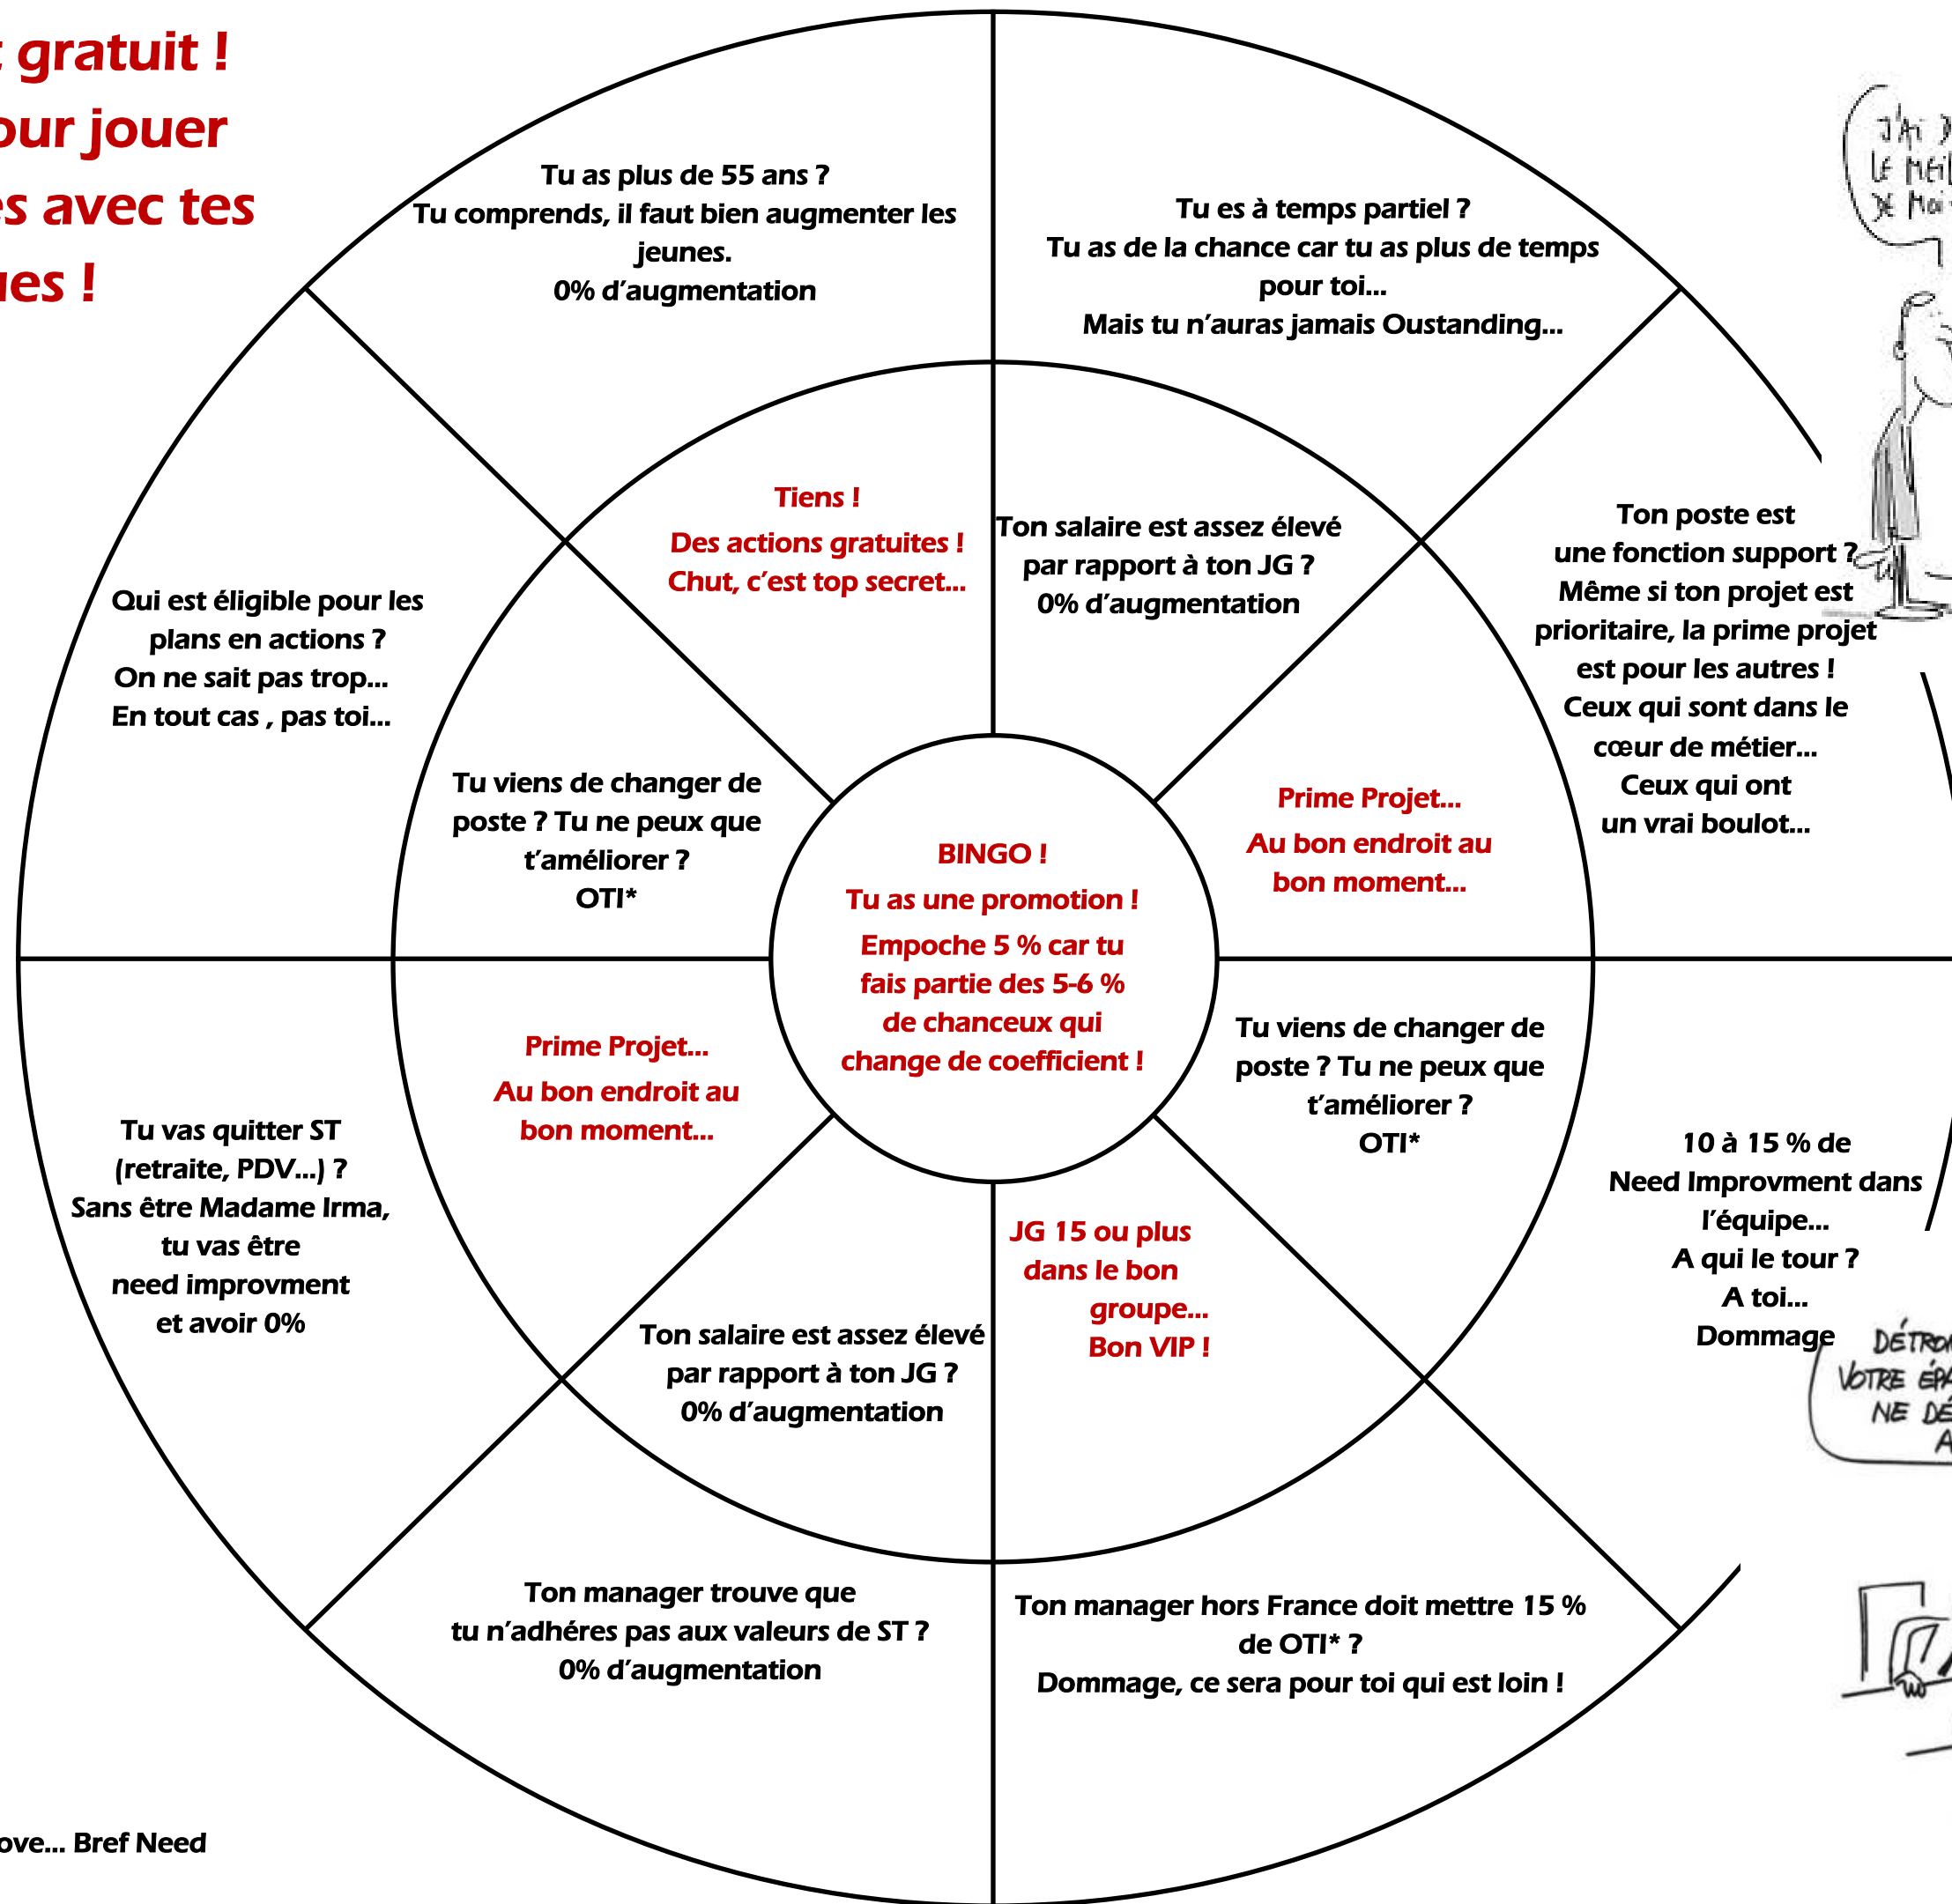 gratuit !
jouer
avec tes
!
Tu as plus de 55 ans ?
Tu comprends, il faut bien augmenter les
jeunes.
0% d'augmentation
Tu es à temps partiel ?
Tu as de la chance car tu as plus de temps
pour toi...
Mais tu n'auras jamais Oustanding...
J'AI
LE
DE
Tiens !
Des actions gratuites !
Chut, c'est top secret...
Ton salaire est assez élevé
par rapport à ton JG ?
0% d'augmentation
Ton poste est
une fonction support ?
Même si ton projet est
prioritaire, la prime projet
est pour les autres !
Ceux qui sont dans le
cœur de métier...
Ceux qui ont
un vrai boulot...
Qui est éligible pour les
plans en actions ?
On ne sait pas trop...
En tout cas , pas toi...
Tu viens de changer de
poste ? Tu ne peux que
t'améliorer ?
OTI*
BINGO !
Tu as une promotion !
Empoche 5 % car tu
fais partie des 5-6 %
de chanceux qui
change de coefficient !
Prime Projet...
Au bon endroit au
bon moment...
Prime Projet...
Au bon endroit au
bon moment...
Tu viens de changer de
poste ? Tu ne peux que
t'améliorer ?
OTI*
Tu vas quitter ST
(retraite, PDV...) ?
Sans être Madame Irma,
tu vas être
need improvment
et avoir 0%
10 à 15 % de
Need Improvment dans
l'équipe...
A qui le tour ?
A toi...
Dommage
JG 15 ou plus
dans le bon
groupe...
Bon VIP !
Ton salaire est assez élevé
par rapport à ton JG ?
0% d'augmentation
VOTRE
NE
Ton manager trouve que
tu n'adhéres pas aux valeurs de ST ?
0% d'augmentation
Ton manager hors France doit mettre 15 %
de OTI* ?
Dommage, ce sera pour toi qui est loin !
Bref Need